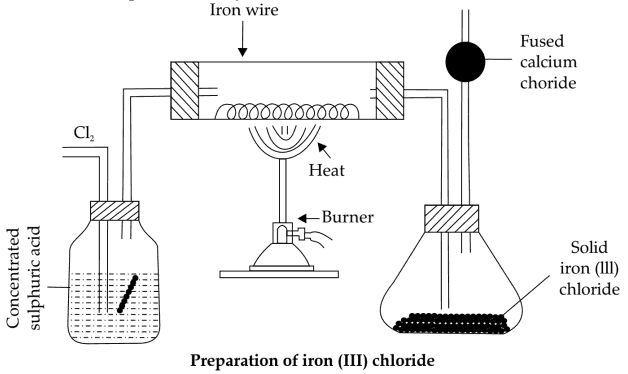 Iron wire
Fused
calcium
choride
Cl2
Heat
Burner
Concentrated
sulphuric acid
Solid
iron (lll)
chloride
Preparation of iron (III) chloride